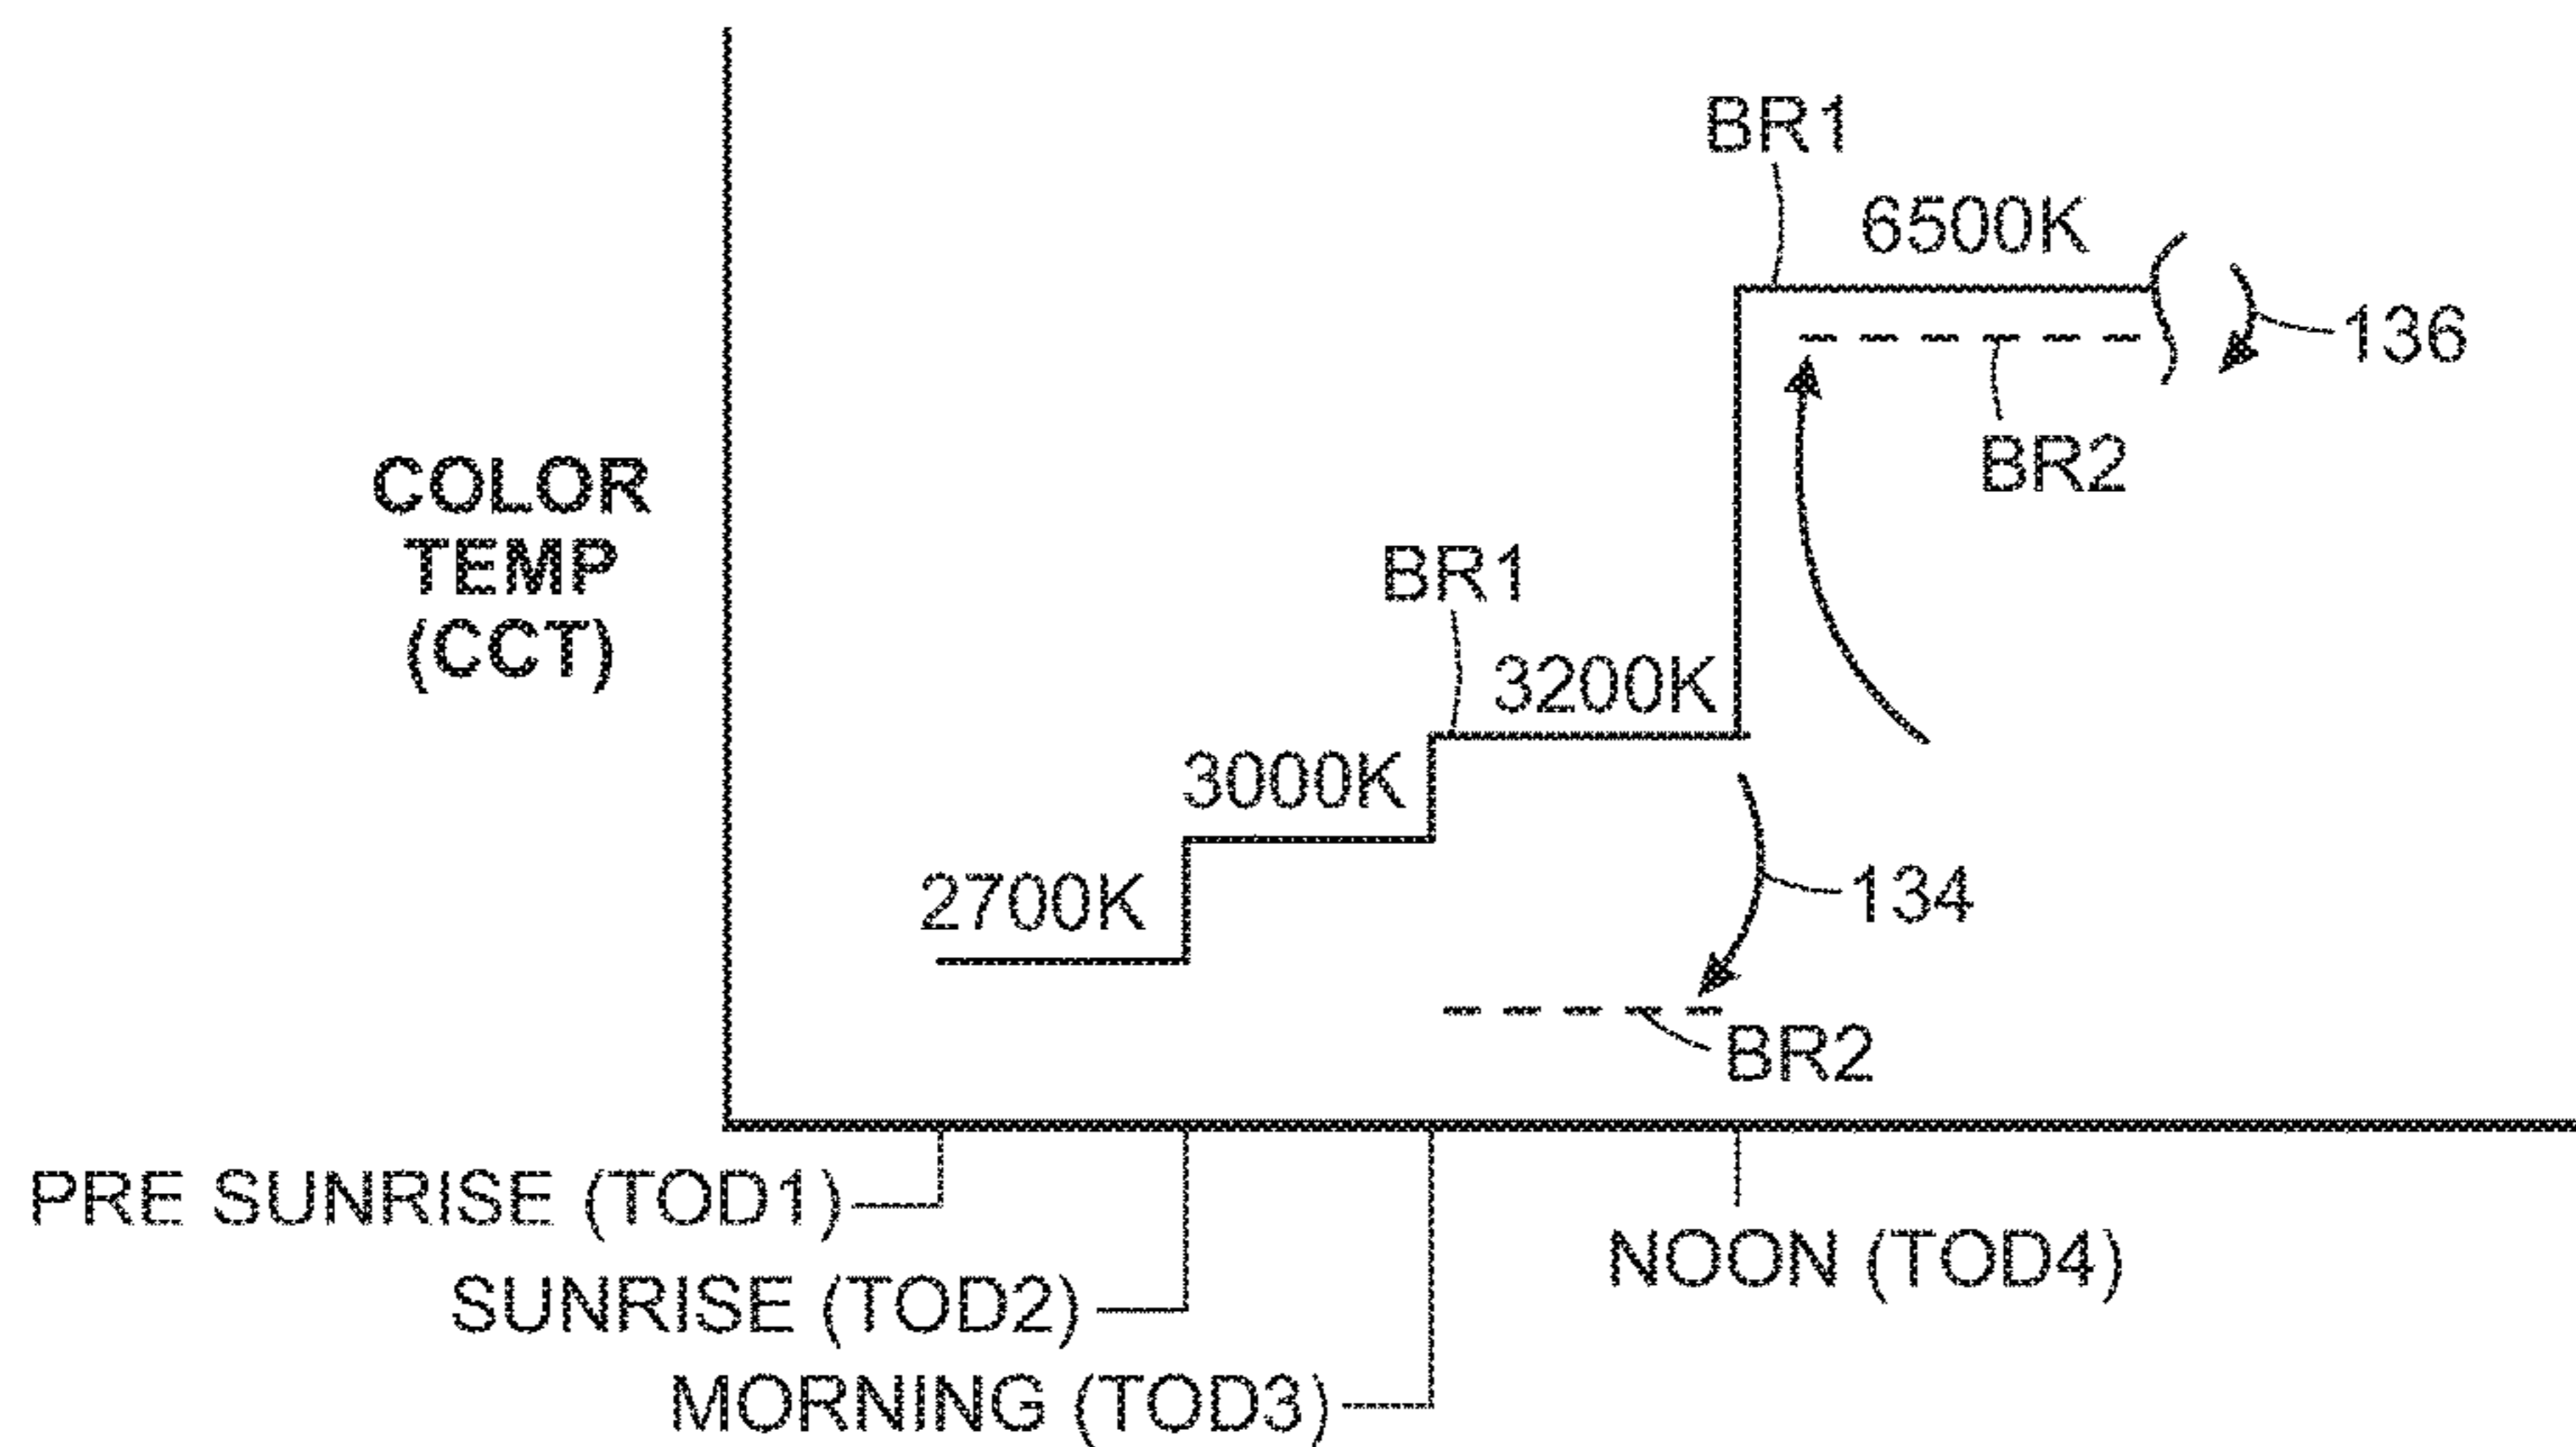 BR1
6500K
136
BR2
COLOR
TEMP
(CCT)
BR1
3200K
3000K
2700K
134
BR2
PRE SUNRISE (TOD1)
SUNRISE (TOD2)
MORNING (TOD3)
NOON (TOD4)